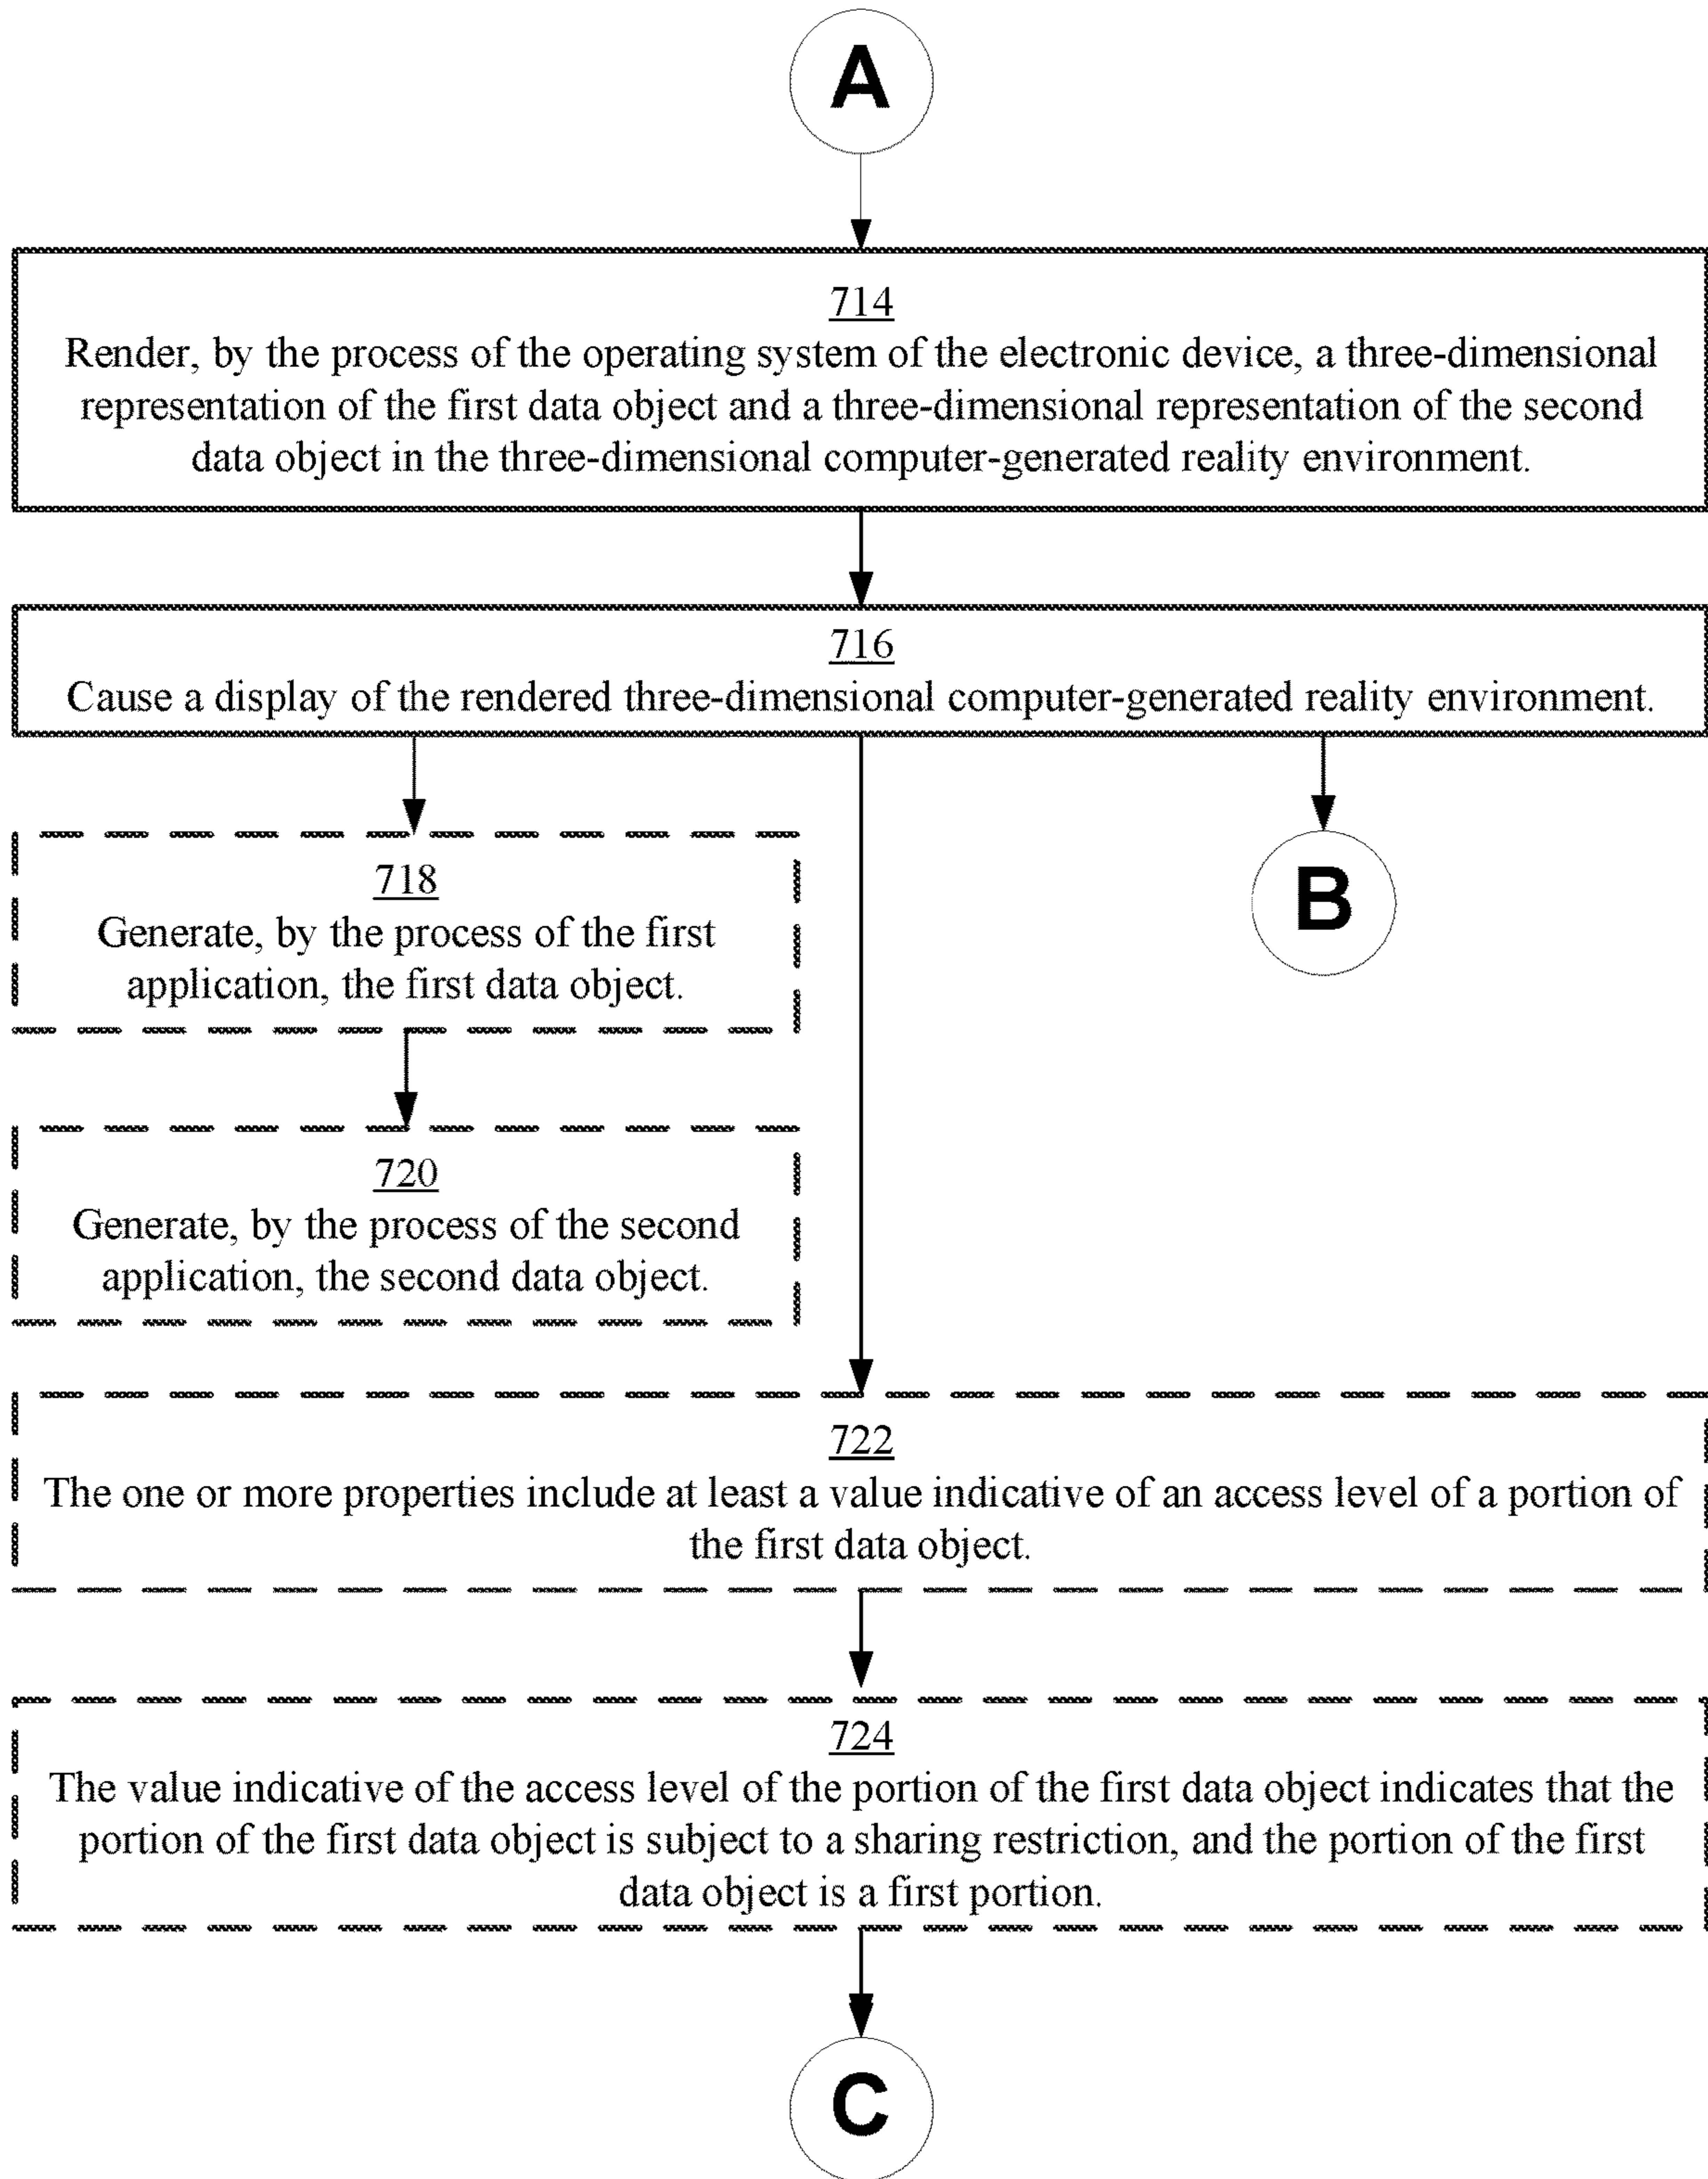 A
714
Render, by the process of the operating system of the electronic device, a three-dimensional
representation of the first data object and a three-dimensional representation of the second
data object in the three-dimensional computer-generated reality environment.
716
Cause a display of the rendered three-dimensional computer-generated reality environment.
718
Generate, by the process of the first
application, the first data object.
B
720
Generate, by the process of the second
application, the second data object.
722
The one or more properties include at least a value indicative of an access level of a portion of
the first data object.
724
The value indicative of the access level of the portion of the first data object indicates that the
portion of the first data object is subject to a sharing restriction, and the portion of the first
data object is a first portion.
C